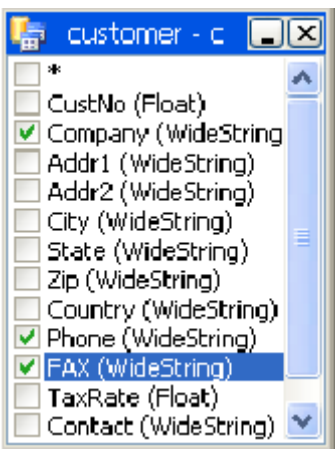 customer - c
*
CustNo (Float)
Company (WideString
Addr1 (WideString)
Addr2 (WideString)
City (WideString)
State (WideString)
Zip (WideString)
Country (WideString)
Phone (WideString)
FAX (WideString)
TaxRate (Float)
Contact (WideString)